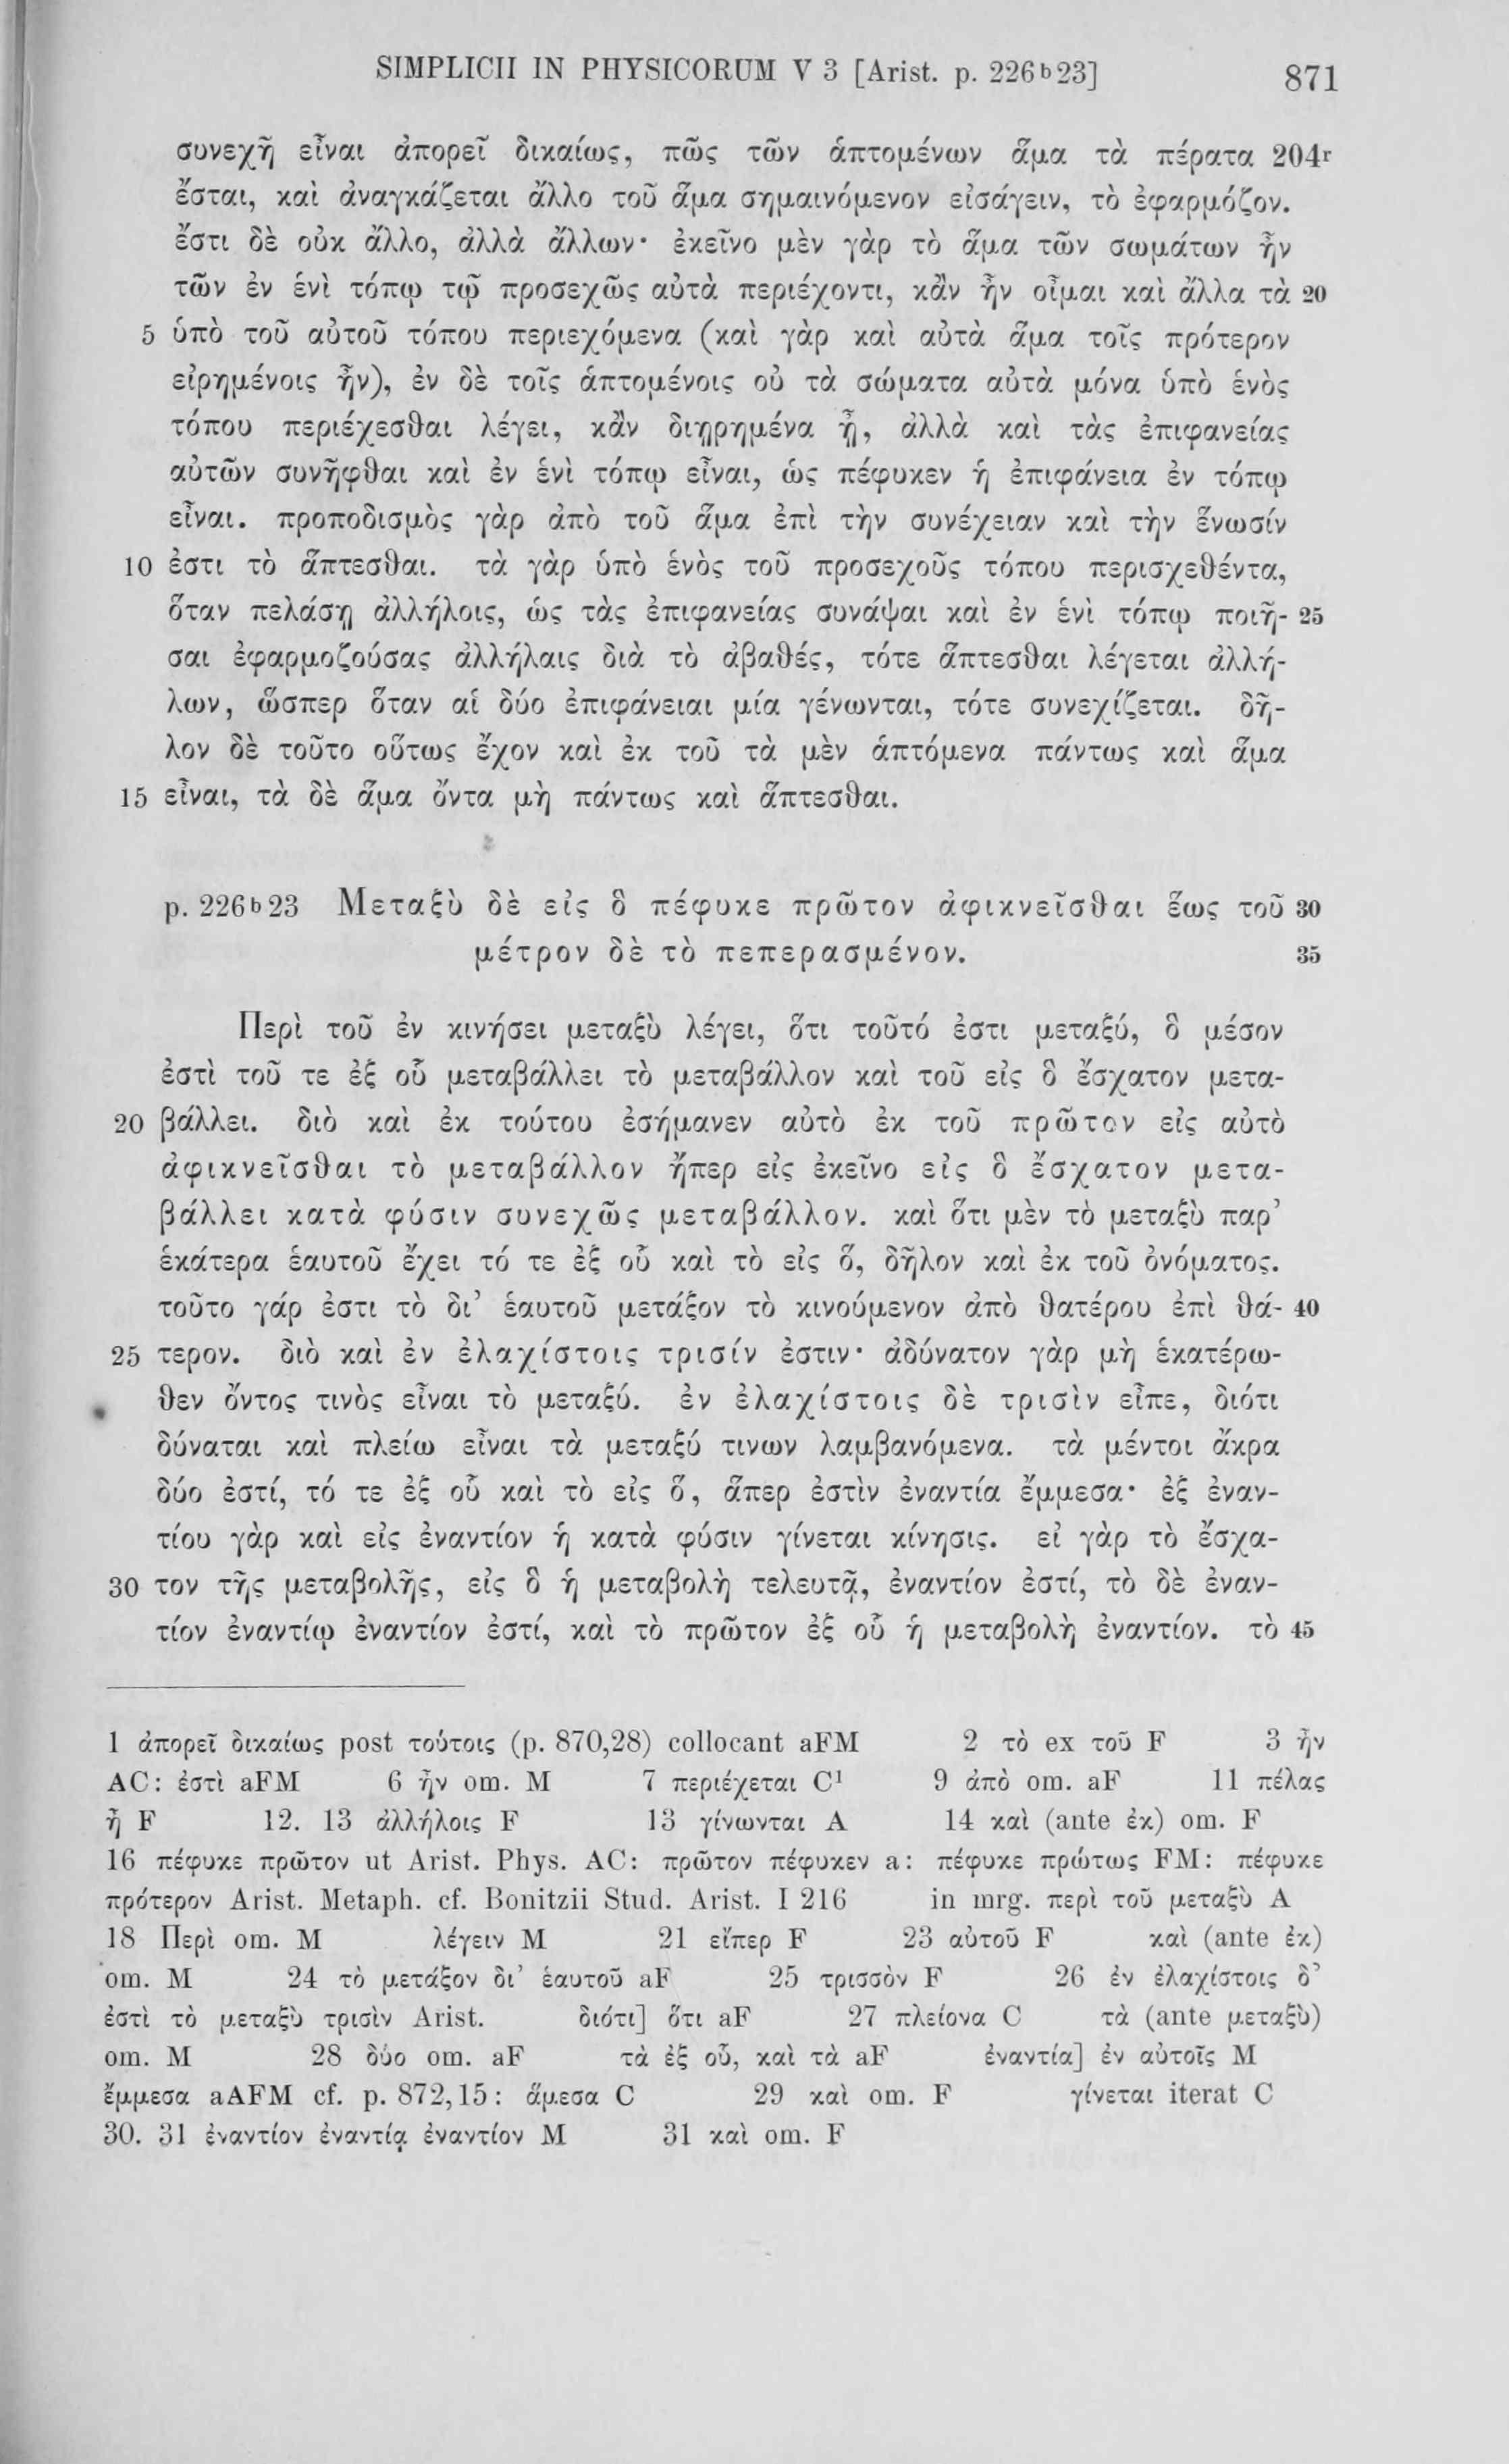 SIMPLICII IN PHYSICORUM V 3 [Arist. p. 226ᵇ23] 871
συνεχῆ εἶναι ἀπορεῖ δικαίως, πῶς τῶν ἁπτομένων ἅμα τὰ πέρατα 204ʳ
ἔσται, καὶ ἀναγκάζεται ἄλλο τοῦ ἅμα σημαινόμενον εἰσάγειν, τὸ ἐφαρμόζον.
ἔστι δὲ οὐκ ἄλλο, ἀλλὰ ἄλλων· ἐκεῖνο μὲν γὰρ τὸ ἅμα τῶν σωμάτων ἦν
τῶν ἐν ἑνὶ τόπῳ τῷ προσεχῶς αὐτὰ περιέχοντι, κἂν ἦν οἶμαι καὶ ἄλλα τὰ 20
5 ὑπὸ τοῦ αὐτοῦ τόπου περιεχόμενα (καὶ γὰρ καὶ αὐτὰ ἅμα τοῖς πρότερον
εἰρημένοις ἦν), ἐν δὲ τοῖς ἁπτομένοις οὐ τὰ σώματα αὐτὰ μόνα ὑπὸ ἑνὸς
τόπου περιέχεσθαι λέγει, κἂν διῃρημένα ᾖ, ἀλλὰ καὶ τὰς ἐπιφανείας
αὐτῶν συνῆφθαι καὶ ἐν ἑνὶ τόπῳ εἶναι, ὡς πέφυκεν ἡ ἐπιφάνεια ἐν τόπῳ
εἶναι. προποδισμὸς γὰρ ἀπὸ τοῦ ἅμα ἐπὶ τὴν συνέχειαν καὶ τὴν ἕνωσίν
10 ἐστι τὸ ἅπτεσθαι. τὰ γὰρ ὑπὸ ἑνὸς τοῦ προσεχοῦς τόπου περισχεθέντα,
ὅταν πελάσῃ ἀλλήλοις, ὡς τὰς ἐπιφανείας συνάψαι καὶ ἐν ἑνὶ τόπῳ ποιῆ- 25
σαι ἐφαρμοζούσας ἀλλήλαις διὰ τὸ ἀβαθές, τότε ἅπτεσθαι λέγεται ἀλλή-
λων, ὥσπερ ὅταν αἱ δύο ἐπιφάνειαι μία γένωνται, τότε συνεχίζεται. δῆ-
λον δὲ τοῦτο οὕτως ἔχον καὶ ἐκ τοῦ τὰ μὲν ἁπτόμενα πάντως καὶ ἅμα
15 εἶναι, τὰ δὲ ἅμα ὄντα μὴ πάντως καὶ ἅπτεσθαι.
p. 226ᵇ23 Μεταξὺ δὲ εἰς ὃ πέφυκε πρῶτον ἀφικνεῖσθαι ἕως τοῦ 30
μέτρον δὲ τὸ πεπερασμένον. 35
Περὶ τοῦ ἐν κινήσει μεταξὺ λέγει, ὅτι τοῦτό ἐστι μεταξύ, ὃ μέσον
ἐστὶ τοῦ τε ἐξ οὗ μεταβάλλει τὸ μεταβάλλον καὶ τοῦ εἰς ὃ ἔσχατον μετα-
20 βάλλει. διὸ καὶ ἐκ τούτου ἐσήμανεν αὐτὸ ἐκ τοῦ πρῶτον εἰς αὐτὸ
ἀφικνεῖσθαι τὸ μεταβάλλον ἤπερ εἰς ἐκεῖνο εἰς ὃ ἔσχατον μετα-
βάλλει κατὰ φύσιν συνεχῶς μεταβάλλον. καὶ ὅτι μὲν τὸ μεταξὺ παρ’
ἑκάτερα ἑαυτοῦ ἔχει τό τε ἐξ οὗ καὶ τὸ εἰς ὅ, δῆλον καὶ ἐκ τοῦ ὀνόματος.
τοῦτο γάρ ἐστι τὸ δι’ ἑαυτοῦ μετάξον τὸ κινούμενον ἀπὸ θατέρου ἐπὶ θά- 40
25 τερον. διὸ καὶ ἐν ἐλαχίστοις τρισίν ἐστιν· ἀδύνατον γὰρ μὴ ἑκατέρω-
θεν ὄντος τινὸς εἶναι τὸ μεταξύ. ἐν ἐλαχίστοις δὲ τρισὶν εἶπε, διότι
δύναται καὶ πλείω εἶναι τὰ μεταξύ τινων λαμβανόμενα. τὰ μέντοι ἄκρα
δύο ἐστί, τό τε ἐξ οὗ καὶ τὸ εἰς ὅ, ἅπερ ἐστὶν ἐναντία ἔμμεσα· ἐξ ἐναν-
τίου γὰρ καὶ εἰς ἐναντίον ἡ κατὰ φύσιν γίνεται κίνησις. εἰ γὰρ τὸ ἔσχα-
30 τον τῆς μεταβολῆς, εἰς ὃ ἡ μεταβολὴ τελευτᾷ, ἐναντίον ἐστί, τὸ δὲ ἐναν-
τίον ἐναντίῳ ἐναντίον ἐστί, καὶ τὸ πρῶτον ἐξ οὗ ἡ μεταβολὴ ἐναντίον. τὸ 45
1 ἀπορεῖ δικαίως post τούτοις (p. 870,28) collocant aFM 2 τὸ ex τοῦ F 3 ἦν
AC: ἐστὶ aFM 6 ἦν om. M 7 περιέχεται C¹ 9 ἀπὸ om. aF 11 πέλας
ᾖ F 12. 13 ἀλλήλοις F 13 γίνωνται A 14 καὶ (ante ἐκ) om. F
16 πέφυκε πρῶτον ut Arist. Phys. AC: πρῶτον πέφυκεν a: πέφυκε πρώτως FM: πέφυκε
πρότερον Arist. Metaph. cf. Bonitzii Stud. Arist. I 216 in mrg. περὶ τοῦ μεταξὺ A
18 Περὶ om. M λέγειν M 21 εἴπερ F 23 αὐτοῦ F καὶ (ante ἐκ)
om. M 24 τὸ μετάξον δι’ ἑαυτοῦ aF 25 τρισσὸν F 26 ἐν ἐλαχίστοις δ’
ἐστὶ τὸ μεταξὺ τρισὶν Arist. διότι] ὅτι aF 27 πλείονα C τὰ (ante μεταξὺ)
om. M 28 δύο om. aF τὰ ἐξ οὗ, καὶ τὰ aF ἐναντία] ἐν αὐτοῖς M
ἔμμεσα aAFM cf. p. 872,15: ἄμεσα C 29 καὶ om. F γίνεται iterat C
30. 31 ἐναντίον ἐναντίᾳ ἐναντίον M 31 καὶ om. F